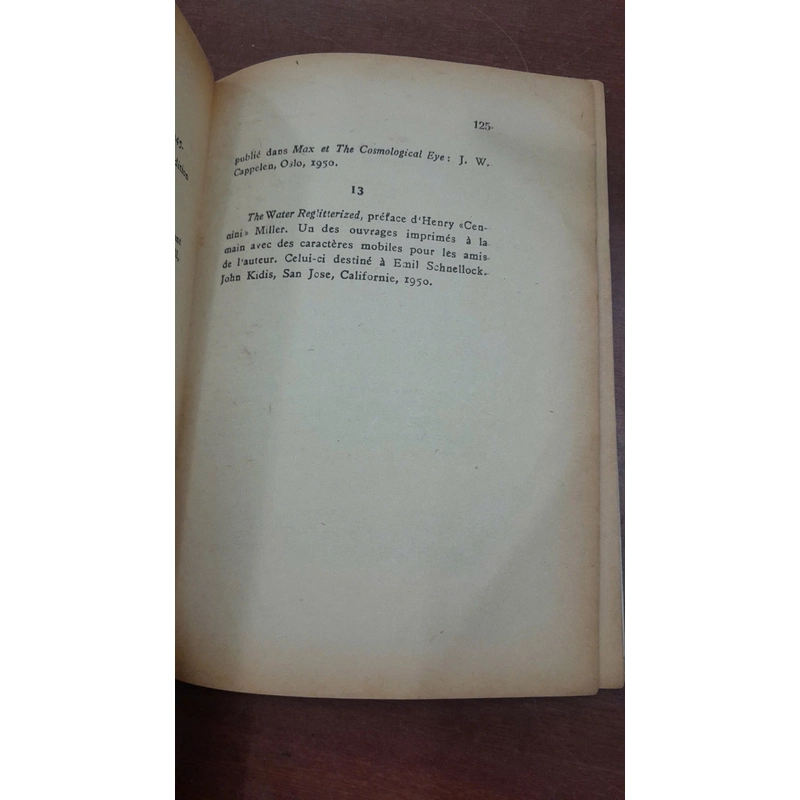 125.
publié dans Max et The Cosmological Eye: J. W.
Cappelen, Oslo, 1950.
13
The Water Reglitterized, préface d'Henry «Cen-
nini» Miller. Un des ouvrages imprimés à la
main avec des caractères mobiles pour les amis
de l'auteur. Celui-ci destiné à Emil Schnellock.
John Kidis, San Jose, Californie, 1950.